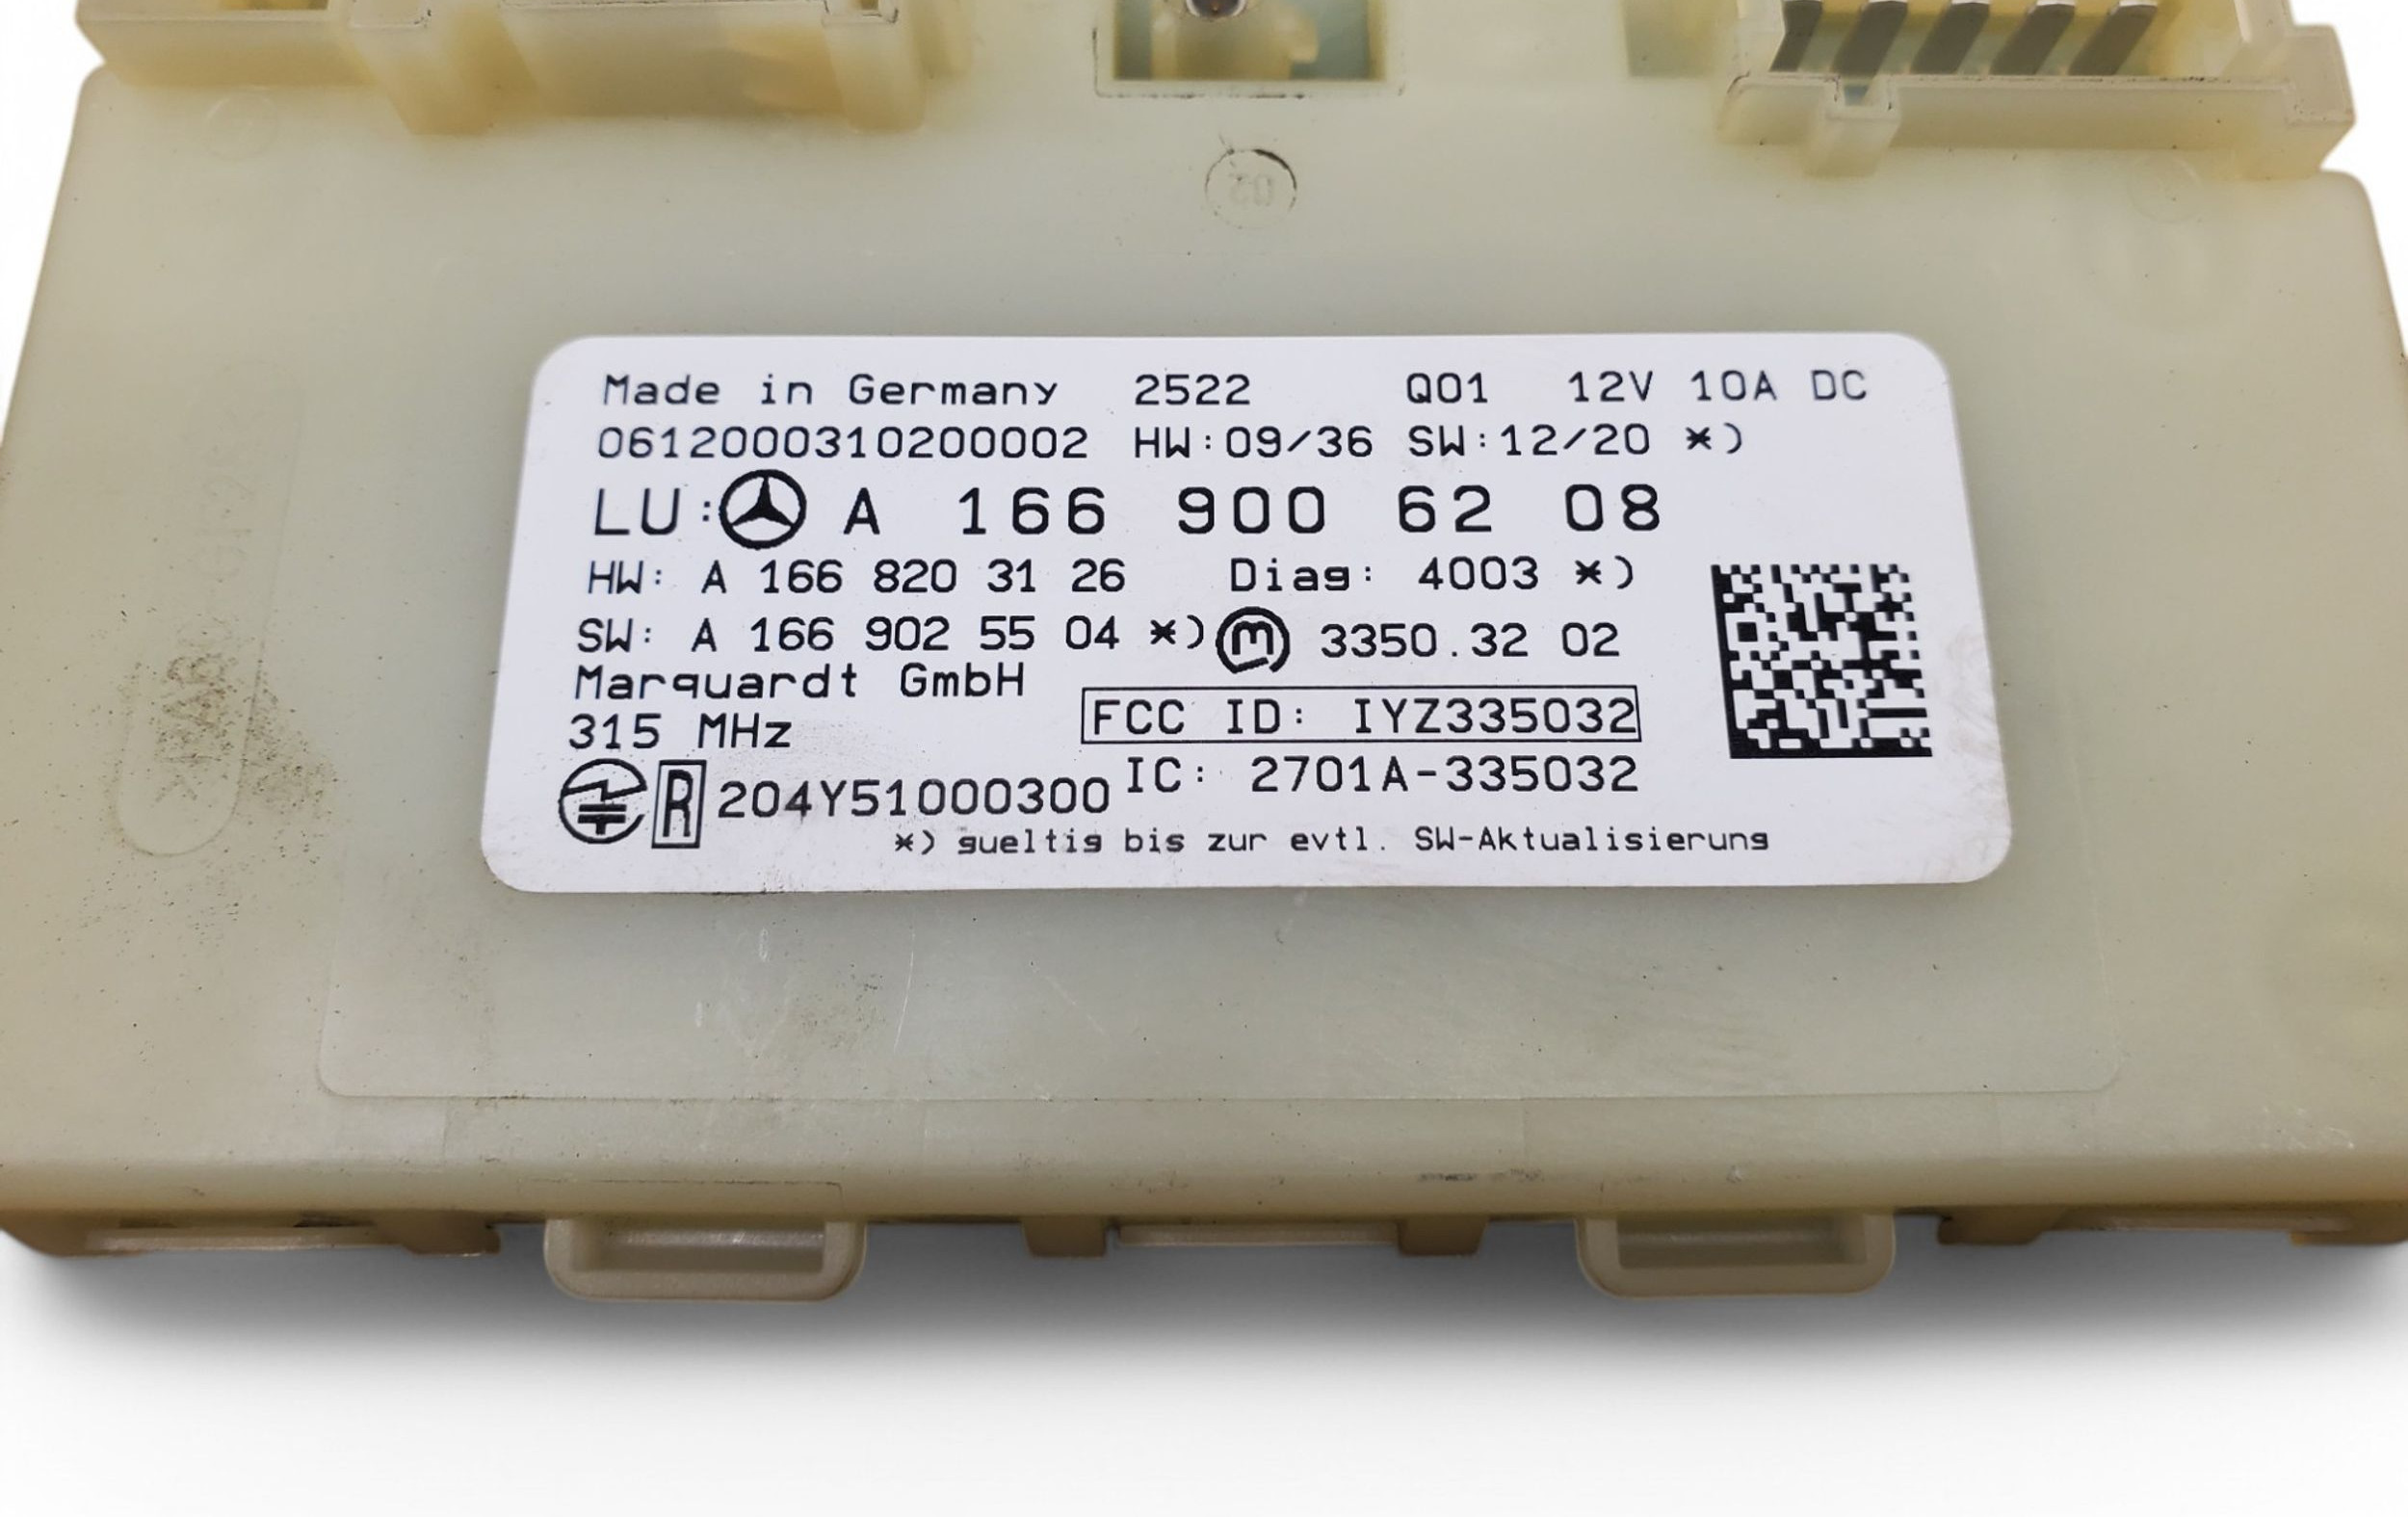 Made in Germany 2522 Q01 12V 10A DC
0612000310200002 HW:09/36 SW:12/20 *)
LU: A 166 900 62 08
HW: A 166 820 31 26 Diag: 4003 *)
SW: A 166 902 55 04 *) m 3350.32 02
Marquardt GmbH
FCC ID: IYZ335032
315 MHz
IC: 2701A-335032
R 204Y51000300
*) gueltig bis zur evtl. SW-Aktualisierung